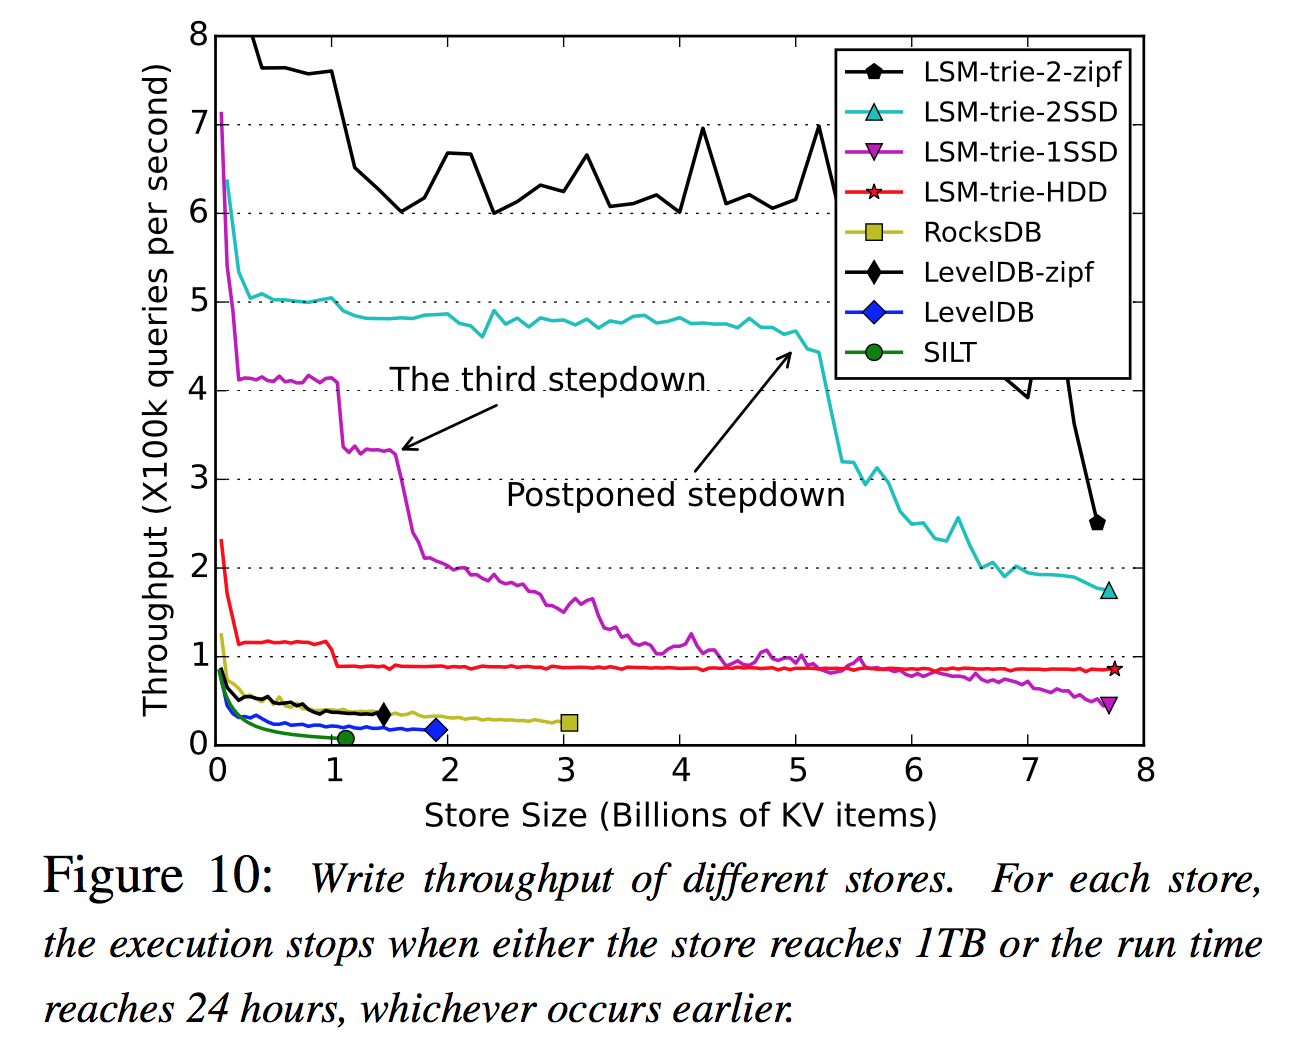 8
7
6
5
4
3
2
1
0
Throughput (X100k queries per second)
LSM-trie-2-zipf
LSM-trie-2SSD
LSM-trie-1SSD
LSM-trie-HDD
RocksDB
LevelDB-zipf
LevelDB
SILT
The third stepdown
Postponed stepdown
0 1 2 3 4 5 6 7 8
Store Size (Billions of KV items)
Figure 10: Write throughput of different stores. For each store,
the execution stops when either the store reaches 1TB or the run time
reaches 24 hours, whichever occurs earlier.